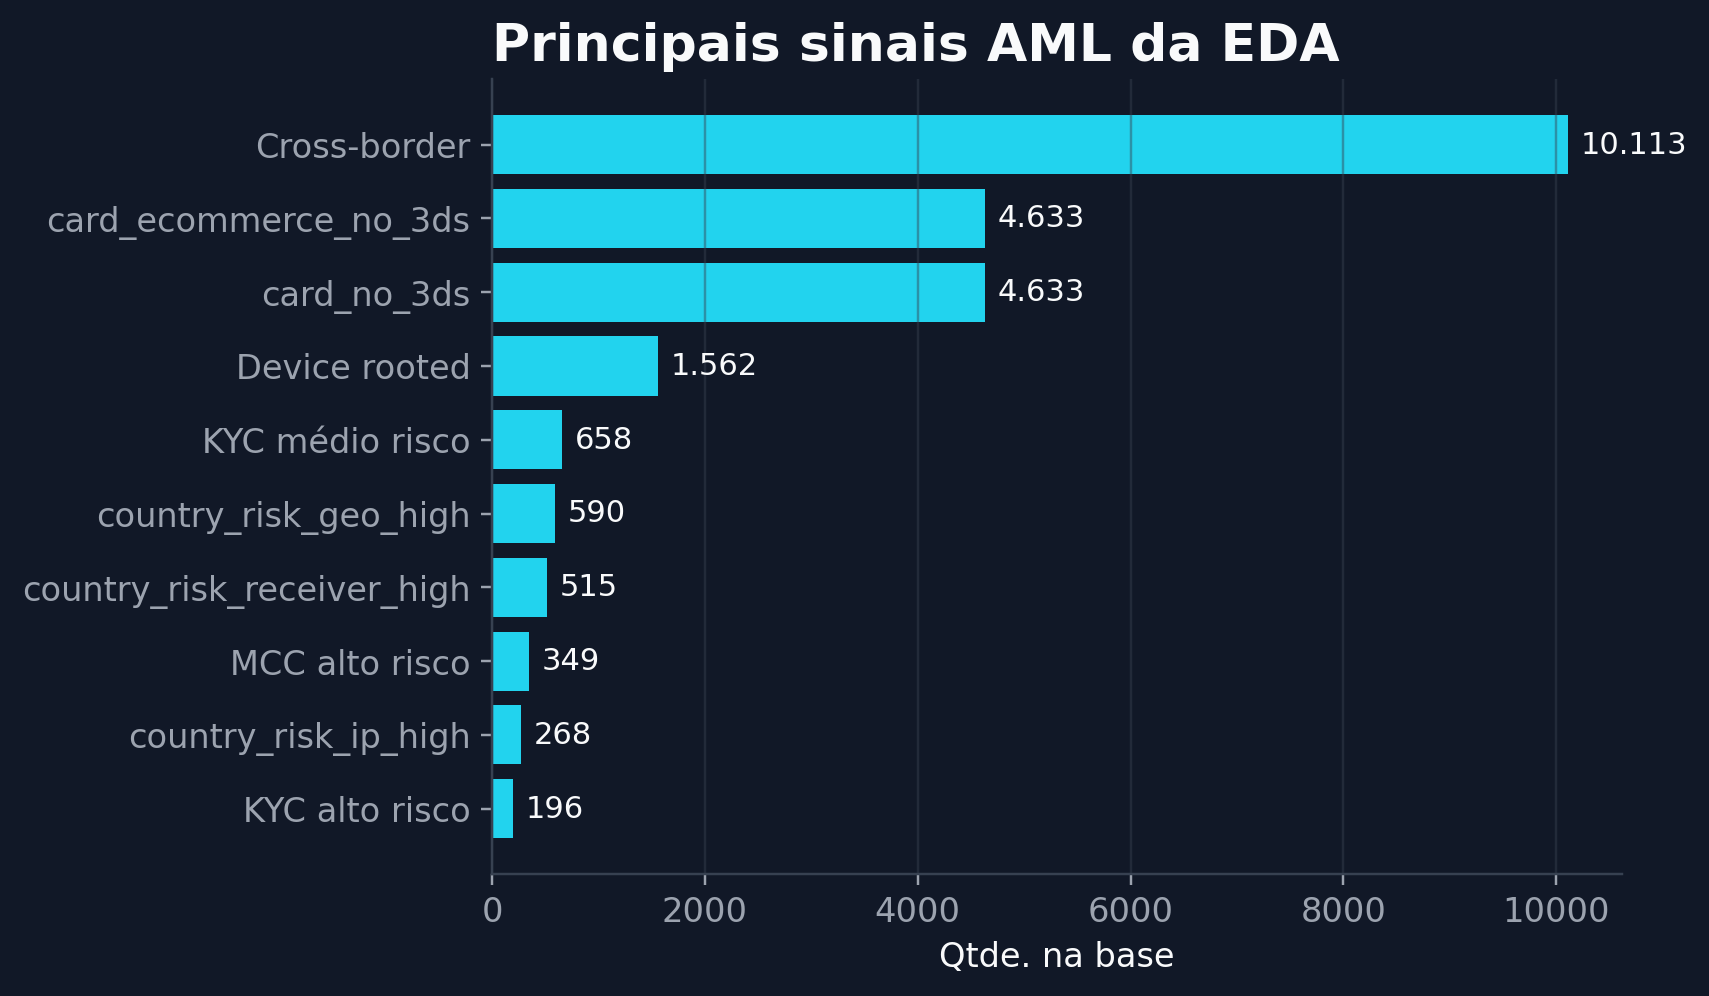 Principais sinais AML da EDA
Cross-border
10.113
card_ecommerce_no_3ds
4.633
card_no_3ds
4.633
Device rooted
1.562
KYC médio risco
658
country_risk_geo_high
590
country_risk_receiver_high
515
MCC alto risco
349
country_risk_ip_high
268
KYC alto risco
196
0 2000 4000 6000 8000 10000
Qtde. na base